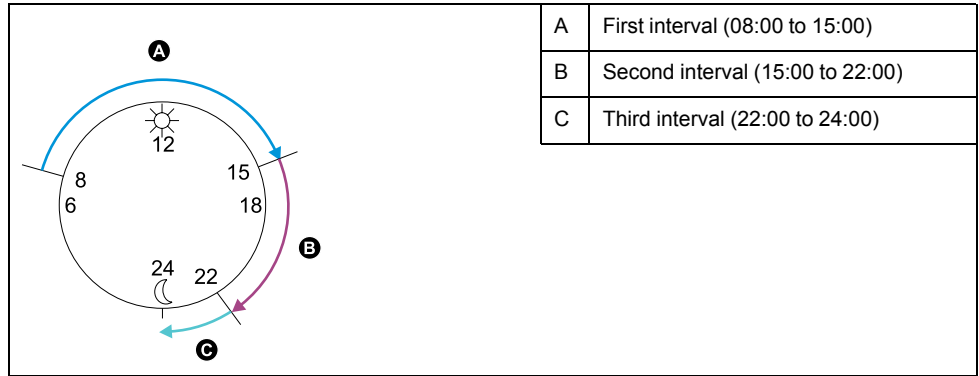 A
12
8
15
6
18
B
24
22
C
A First interval (08:00 to 15:00)
B Second interval (15:00 to 22:00)
C Third interval (22:00 to 24:00)